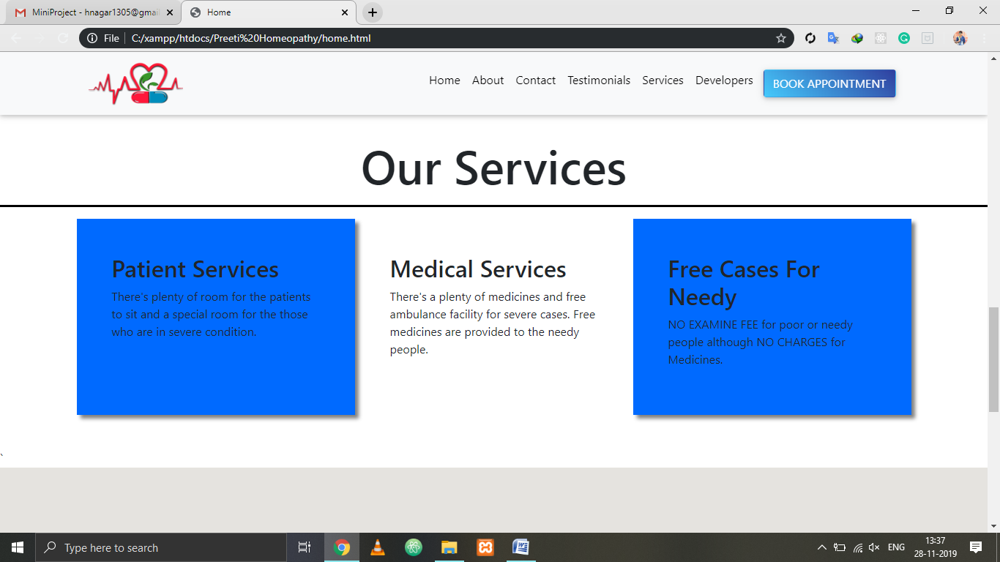 MiniProject - hnagar1305@gmai
Home
File
C:/xampp/htdocs/Preeti%20Homeopathy/home.html
Home About Contact Testimonials Services Developers BOOK APPOINTMENT
Our Services
Patient Services
There's plenty of room for the patients
to sit and a special room for the those
who are in severe condition.
Medical Services
There's a plenty of medicines and free
ambulance facility for severe cases. Free
medicines are provided to the needy
people.
Free Cases For
Needy
NO EXAMINE FEE for poor or needy
people although NO CHARGES for
Medicines.
`
Type here to search
ENG
13:37
28-11-2019